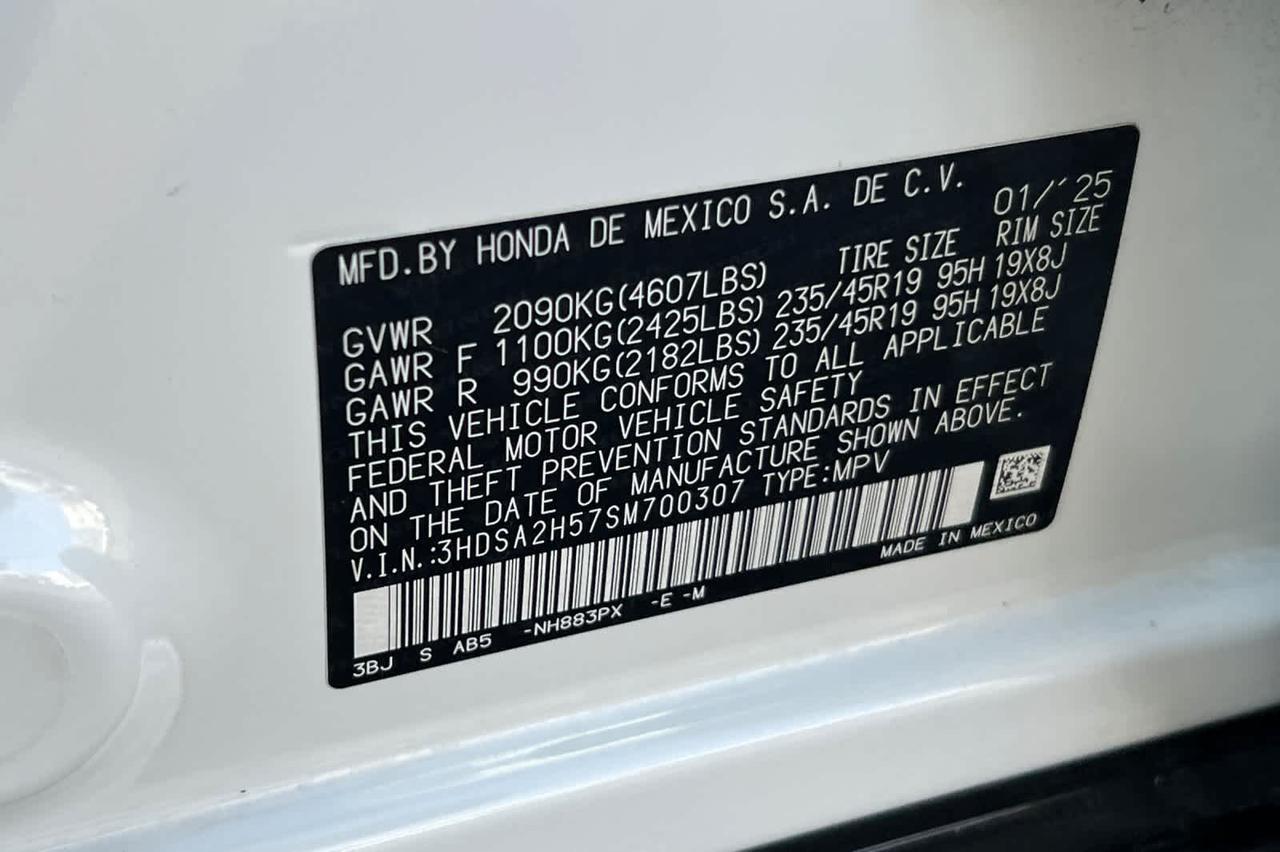 MFD.BY HONDA DE MEXICO S.A. DE C.V. 01/'25
TIRE SIZE RIM SIZE
GVWR 2090KG(4607LBS)
GAWR F 1100KG(2425LBS) 235/45R19 95H 19X8J
GAWR R 990KG(2182LBS) 235/45R19 95H 19X8J
THIS VEHICLE CONFORMS TO ALL APPLICABLE
FEDERAL MOTOR VEHICLE SAFETY
AND THEFT PREVENTION STANDARDS IN EFFECT
ON THE DATE OF MANUFACTURE SHOWN ABOVE.
V.I.N.:3HDSA2H57SM700307 TYPE:MPV
MADE IN MEXICO
3BJ S AB5 -NH883PX -E -M